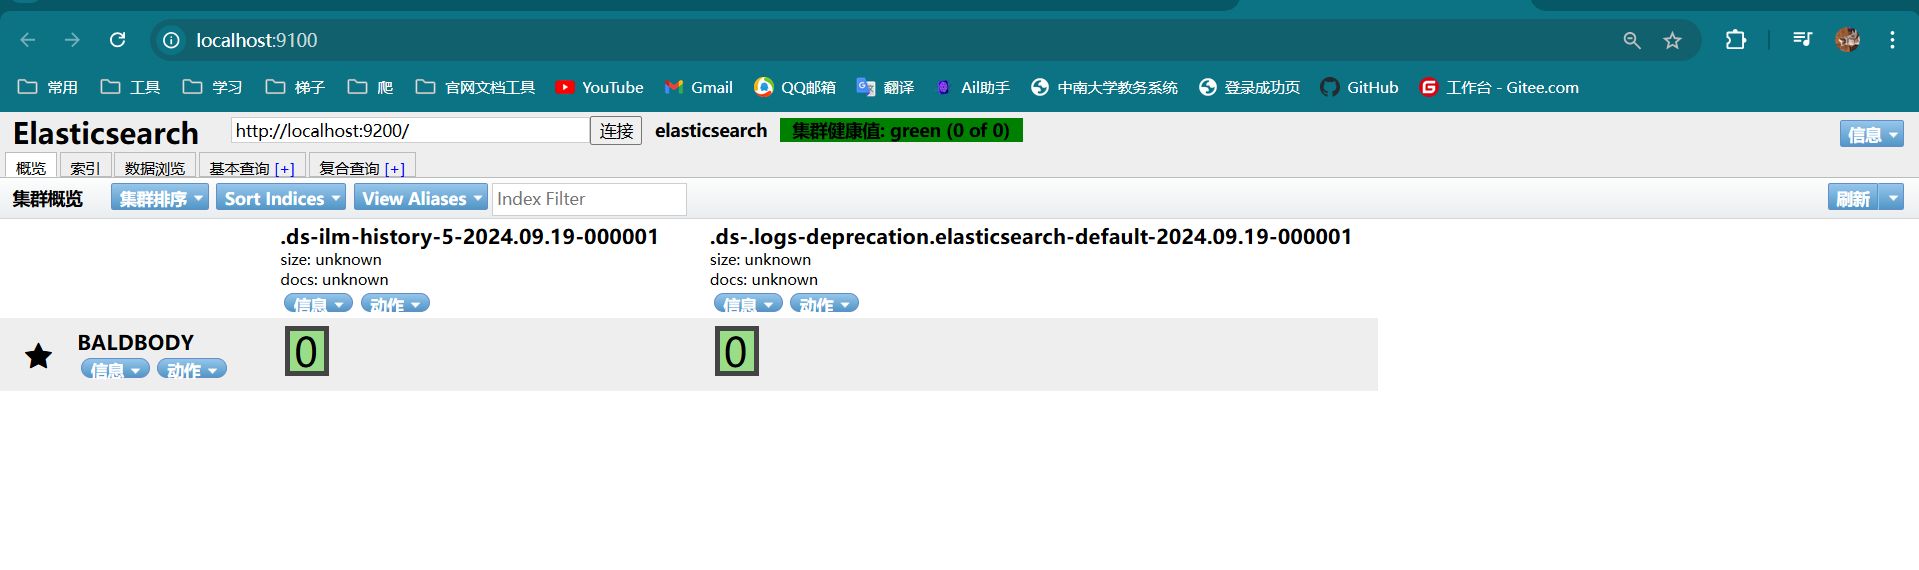 localhost:9100
常用 工具 学习 梯子 爬 官网文档工具 YouTube Gmail QQ邮箱 翻译 Ail助手 中南大学教务系统 登录成功页 GitHub 工作台 - Gitee.com
Elasticsearch http://localhost:9200/ 连接 elasticsearch 集群健康值: green (0 of 0) 信息
概览 索引 数据浏览 基本查询 [+] 复合查询 [+]
集群概览 集群排序 Sort Indices View Aliases Index Filter 刷新
.ds-ilm-history-5-2024.09.19-000001 .ds-.logs-deprecation.elasticsearch-default-2024.09.19-000001
size: unknown size: unknown
docs: unknown docs: unknown
信息 动作 信息 动作
BALDBODY 0 0
信息 动作